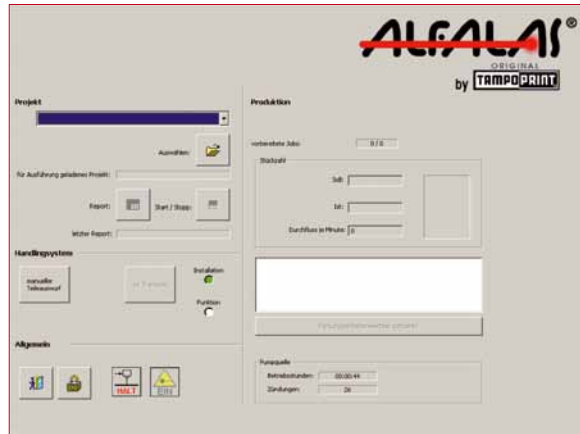 ALFALAS®
ORIGINAL
by TAMPOPRINT
Projekt
Auswählen:
für Ausführung geladenes Projekt:
Report:
Start / Stopp:
letzter Report:
Handlingsystem
manueller
Teileauswurf
Installation
Funktion
Allgemein
HALT
EIN
Produktion
vorbereitete Jobs:
0 / 0
Stückzahl
Soll:
Ist:
Durchfluss je Minute:
0
Pumpquelle
Betriebsstunden:
00:00:44
Zündungen:
26